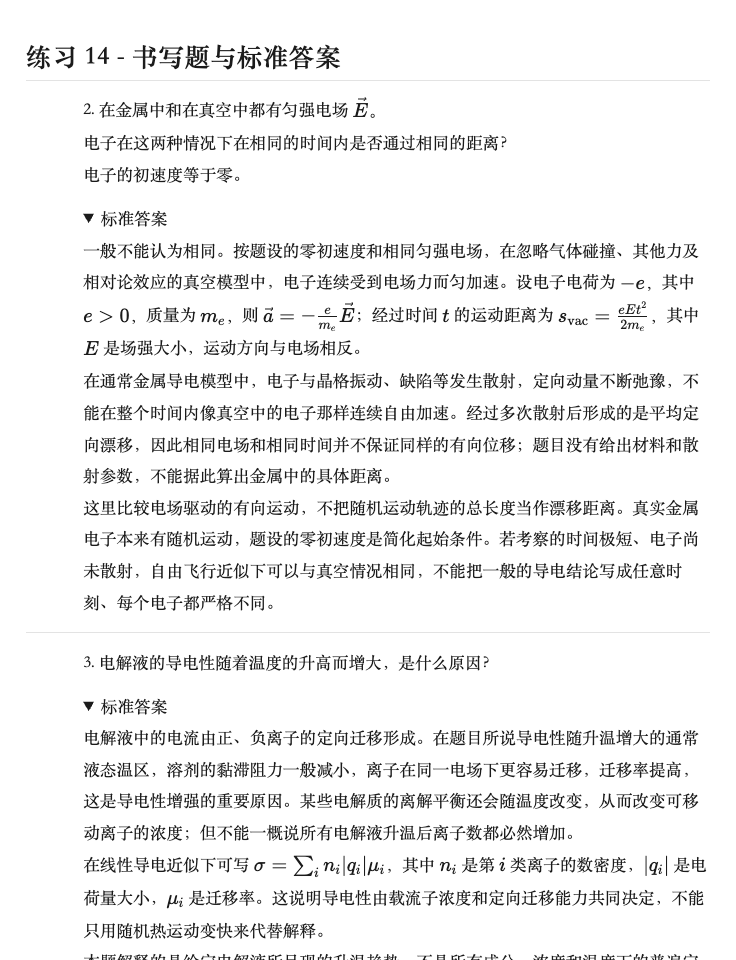 练习 14 - 书写题与标准答案
2. 在金属中和在真空中都有匀强电场 $\vec{E}$。
电子在这两种情况下在相同的时间内是否通过相同的距离?
电子的初速度等于零。
▼ 标准答案
一般不能认为相同。按题设的零初速度和相同匀强电场，在忽略气体碰撞、其他力及
相对论效应的真空模型中，电子连续受到电场力而匀加速。设电子电荷为 $-e$，其中
$e > 0$，质量为 $m_e$，则 $\vec{a} = -\frac{e}{m_e}\vec{E}$；经过时间 $t$ 的运动距离为 $s_{\text{vac}} = \frac{eEt^2}{2m_e}$，其中
$E$ 是场强大小，运动方向与电场相反。
在通常金属导电模型中，电子与晶格振动、缺陷等发生散射，定向动量不断弛豫，不
能在整个时间内像真空中的电子那样连续自由加速。经过多次散射后形成的是平均定
向漂移，因此相同电场和相同时间并不保证同样的有向位移；题目没有给出材料和散
射参数，不能据此算出金属中的具体距离。
这里比较电场驱动的有向运动，不把随机运动轨迹的总长度当作漂移距离。真实金属
电子本来有随机运动，题设的零初速度是简化起始条件。若考察的时间极短、电子尚
未散射，自由飞行近似下可以与真空情况相同，不能把一般的导电结论写成任意时
刻、每个电子都严格不同。
3. 电解液的导电性随着温度的升高而增大，是什么原因?
▼ 标准答案
电解液中的电流由正、负离子的定向迁移形成。在题目所说导电性随升温增大的通常
液态温区，溶剂的黏滞阻力一般减小，离子在同一电场下更容易迁移，迁移率提高，
这是导电性增强的重要原因。某些电解质的离解平衡还会随温度改变，从而改变可移
动离子的浓度；但不能一概说所有电解液升温后离子数都必然增加。
在线性导电近似下可写 $\sigma = \sum_i n_i|q_i|\mu_i$，其中 $n_i$ 是第 $i$ 类离子的数密度，$|q_i|$ 是电
荷量大小，$\mu_i$ 是迁移率。这说明导电性由载流子浓度和定向迁移能力共同决定，不能
只用随机热运动变快来代替解释。